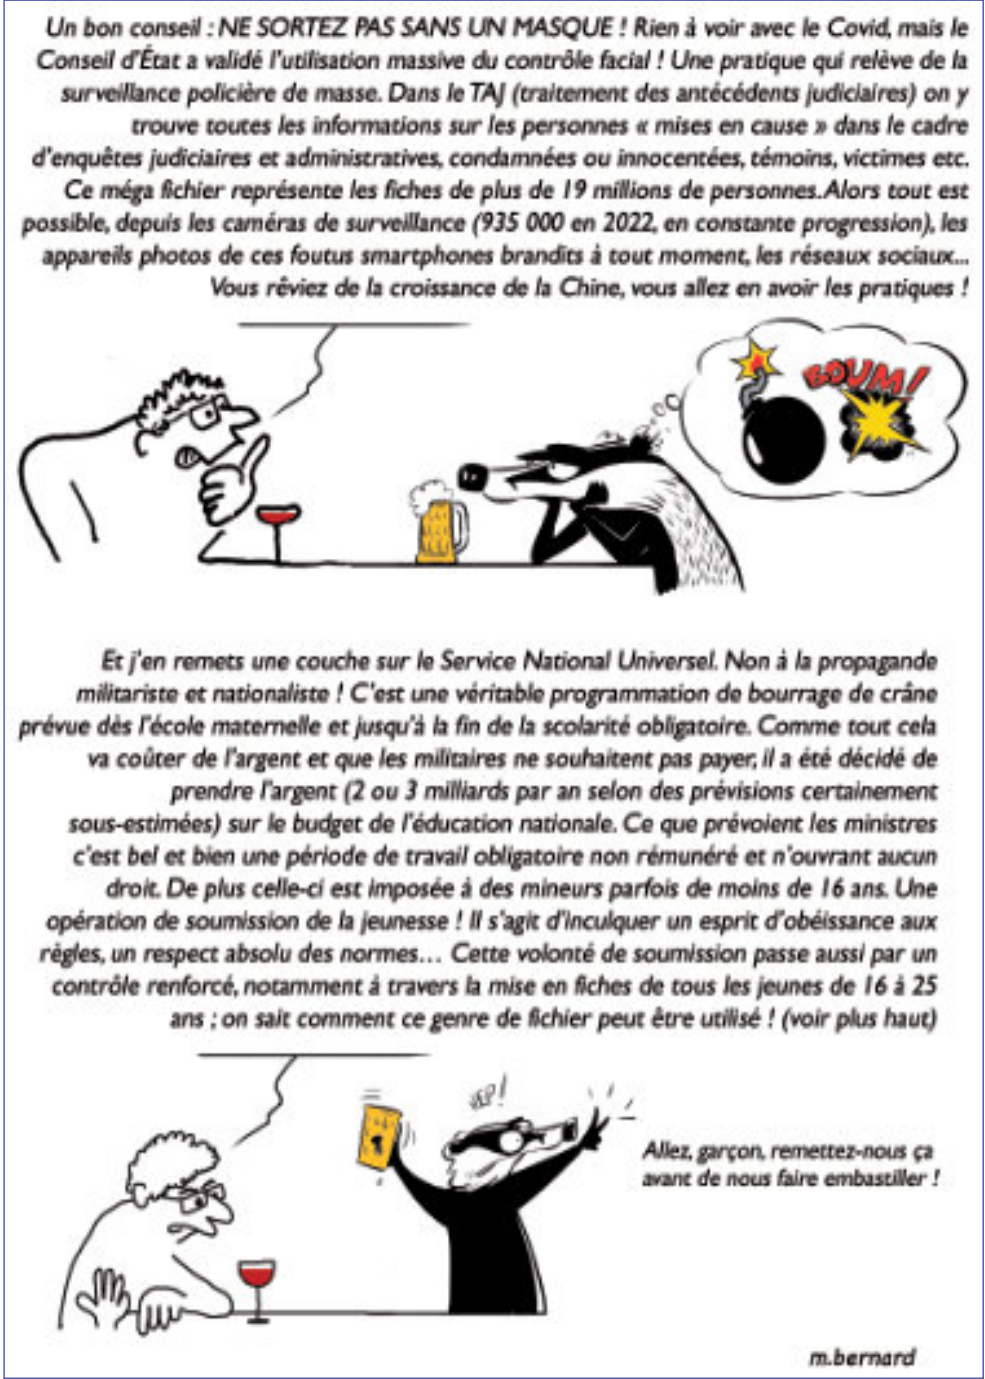 Un bon conseil : NE SORTEZ PAS SANS UN MASQUE ! Rien à voir avec le Covid, mais le
Conseil d'État a validé l'utilisation massive du contrôle facial ! Une pratique qui relève de la
surveillance policière de masse. Dans le TAJ (traitement des antécédents judiciaires) on y
trouve toutes les informations sur les personnes « mises en cause » dans le cadre
d'enquêtes judiciaires et administratives, condamnées ou innocentées, témoins, victimes etc.
Ce méga fichier représente les fiches de plus de 19 millions de personnes. Alors tout est
possible, depuis les caméras de surveillance (935 000 en 2022, en constante progression), les
appareils photos de ces foutus smartphones brandits à tout moment, les réseaux sociaux...
Vous rêviez de la croissance de la Chine, vous allez en avoir les pratiques !
BOUM!
Et j'en remets une couche sur le Service National Universel. Non à la propagande
militariste et nationaliste ! C'est une véritable programmation de bourrage de crâne
prévue dès l'école maternelle et jusqu'à la fin de la scolarité obligatoire. Comme tout cela
va coûter de l'argent et que les militaires ne souhaitent pas payer, il a été décidé de
prendre l'argent (2 ou 3 milliards par an selon des prévisions certainement
sous-estimées) sur le budget de l'éducation nationale. Ce que prévoient les ministres
c'est bel et bien une période de travail obligatoire non rémunéré et n'ouvrant aucun
droit. De plus celle-ci est imposée à des mineurs parfois de moins de 16 ans. Une
opération de soumission de la jeunesse ! Il s'agit d'inculquer un esprit d'obéissance aux
règles, un respect absolu des normes... Cette volonté de soumission passe aussi par un
contrôle renforcé, notamment à travers la mise en fiches de tous les jeunes de 16 à 25
ans ; on sait comment ce genre de fichier peut être utilisé ! (voir plus haut)
Allez, garçon, remettez-nous ça
avant de nous faire embastiller !
m.bernard